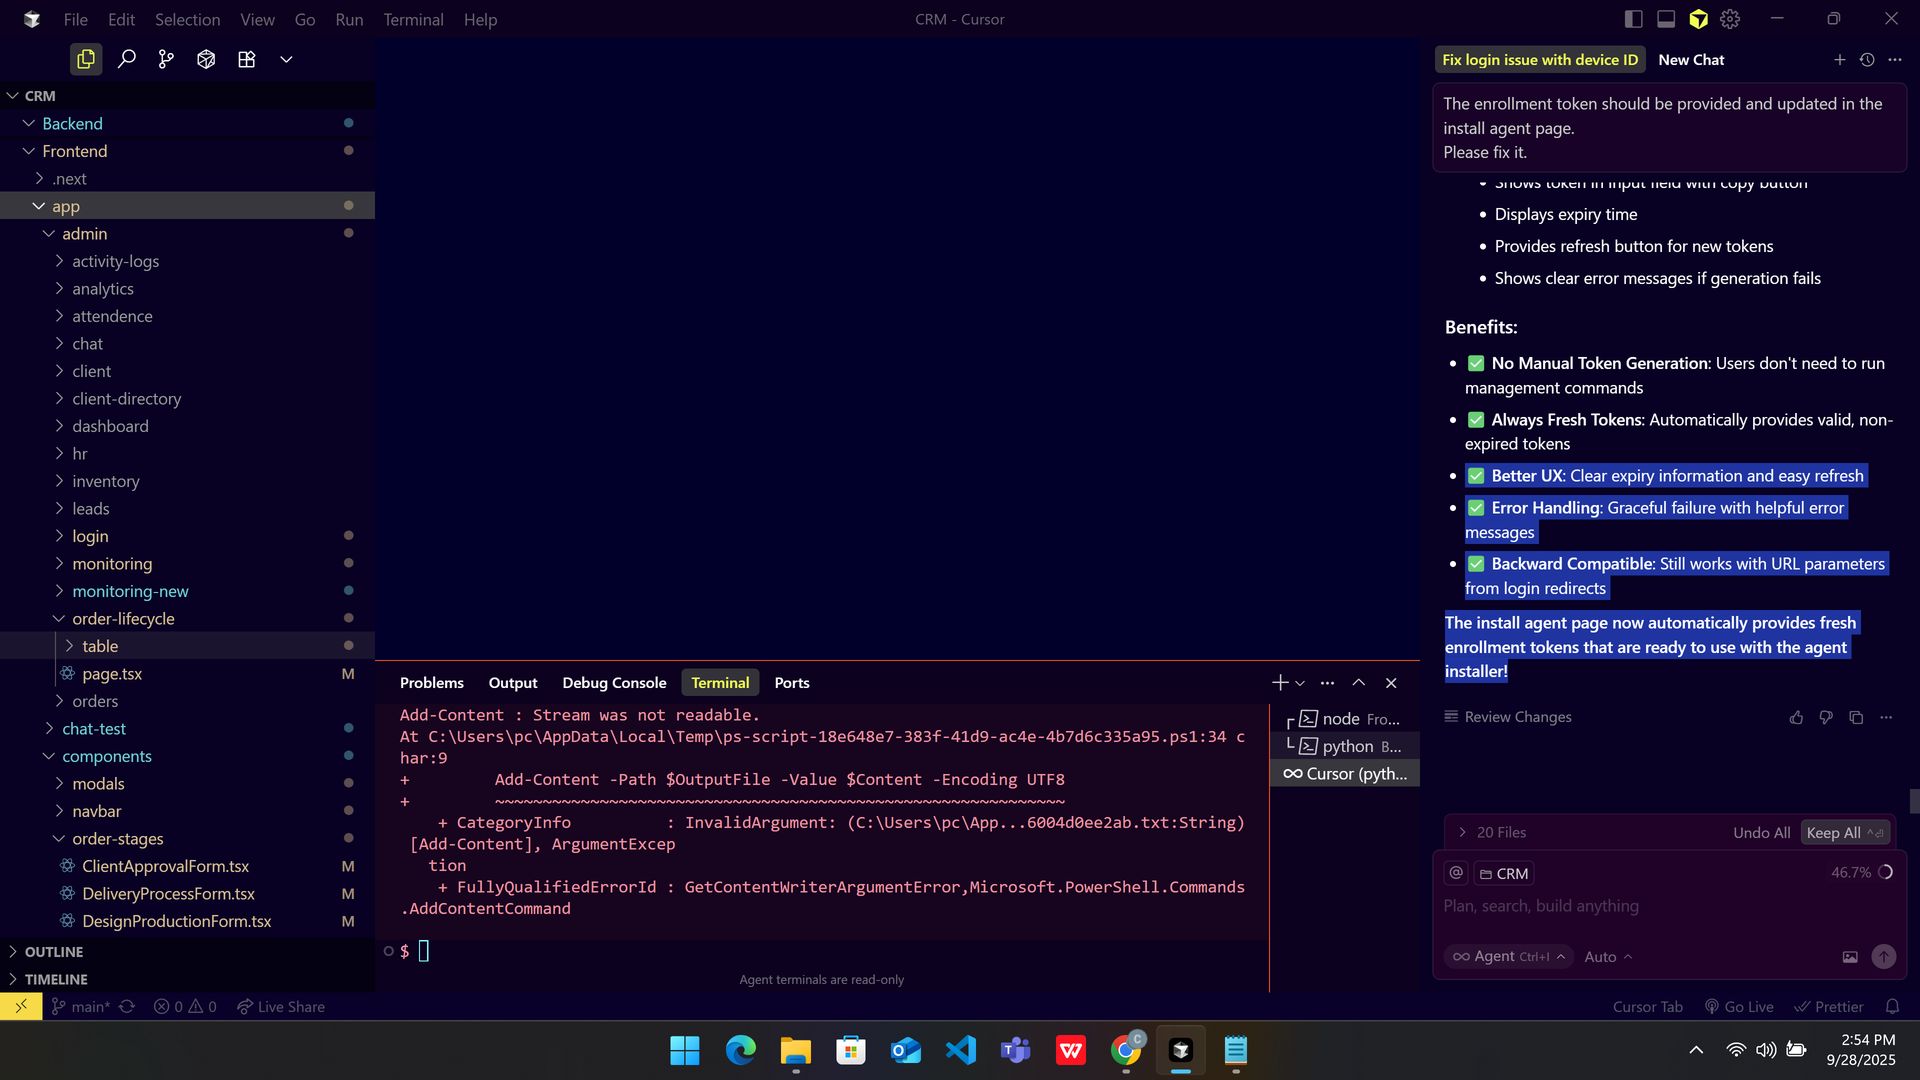 File Edit Selection View Go Run Terminal Help
CRM - Cursor
CRM
Backend
Frontend
.next
app
admin
activity-logs
analytics
attendence
chat
client
client-directory
dashboard
hr
inventory
leads
login
monitoring
monitoring-new
order-lifecycle
table
page.tsx M
orders
chat-test
components
modals
navbar
order-stages
ClientApprovalForm.tsx M
DeliveryProcessForm.tsx M
DesignProductionForm.tsx M
OUTLINE
TIMELINE
Problems Output Debug Console Terminal Ports
Add-Content : Stream was not readable.
At C:\Users\pc\AppData\Local\Temp\ps-script-18e648e7-383f-41d9-ac4e-4b7d6c335a95.ps1:34 c
har:9
+         Add-Content -Path $OutputFile -Value $Content -Encoding UTF8
+         ~~~~~~~~~~~~~~~~~~~~~~~~~~~~~~~~~~~~~~~~~~~~~~~~~~~~~~~~~~~~
    + CategoryInfo          : InvalidArgument: (C:\Users\pc\App...6004d0ee2ab.txt:String)
 [Add-Content], ArgumentExcep
   tion
    + FullyQualifiedErrorId : GetContentWriterArgumentError,Microsoft.PowerShell.Commands
.AddContentCommand
$
Agent terminals are read-only
node Fro...
python B...
Cursor (pyth...
Fix login issue with device ID New Chat
The enrollment token should be provided and updated in the
install agent page.
Please fix it.
• Shows token in input field with copy button
• Displays expiry time
• Provides refresh button for new tokens
• Shows clear error messages if generation fails
Benefits:
• ✅ No Manual Token Generation: Users don't need to run
management commands
• ✅ Always Fresh Tokens: Automatically provides valid, non-
expired tokens
• ✅ Better UX: Clear expiry information and easy refresh
• ✅ Error Handling: Graceful failure with helpful error
messages
• ✅ Backward Compatible: Still works with URL parameters
from login redirects
The install agent page now automatically provides fresh
enrollment tokens that are ready to use with the agent
installer!
Review Changes
20 Files Undo All Keep All
@ CRM 46.7%
Plan, search, build anything
Agent Ctrl+I Auto
main* 0 0 Live Share
Cursor Tab Go Live Prettier
C
2:54 PM
9/28/2025